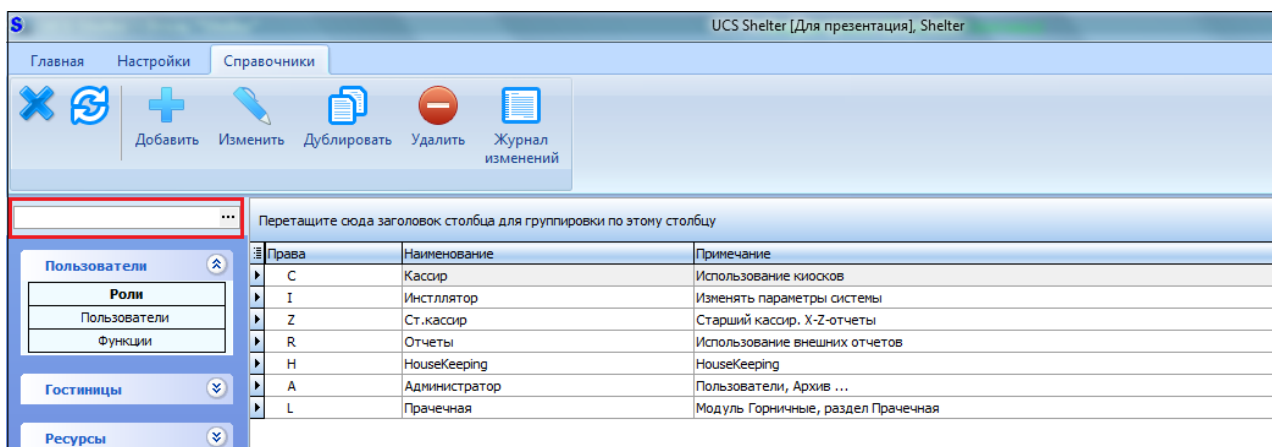 S
UCS Shelter [Для презентация], Shelter
Главная Настройки Справочники
Добавить Изменить Дублировать Удалить Журнал изменений
...
Перетащите сюда заголовок столбца для группировки по этому столбцу
Пользователи
Роли
Пользователи
Функции
Гостиницы
Ресурсы
Права Наименование Примечание
C Кассир Использование киосков
I Инстллятор Изменять параметры системы
Z Ст.кассир Старший кассир. X-Z-отчеты
R Отчеты Использование внешних отчетов
H HouseKeeping HouseKeeping
A Администратор Пользователи, Архив ...
L Прачечная Модуль Горничные, раздел Прачечная